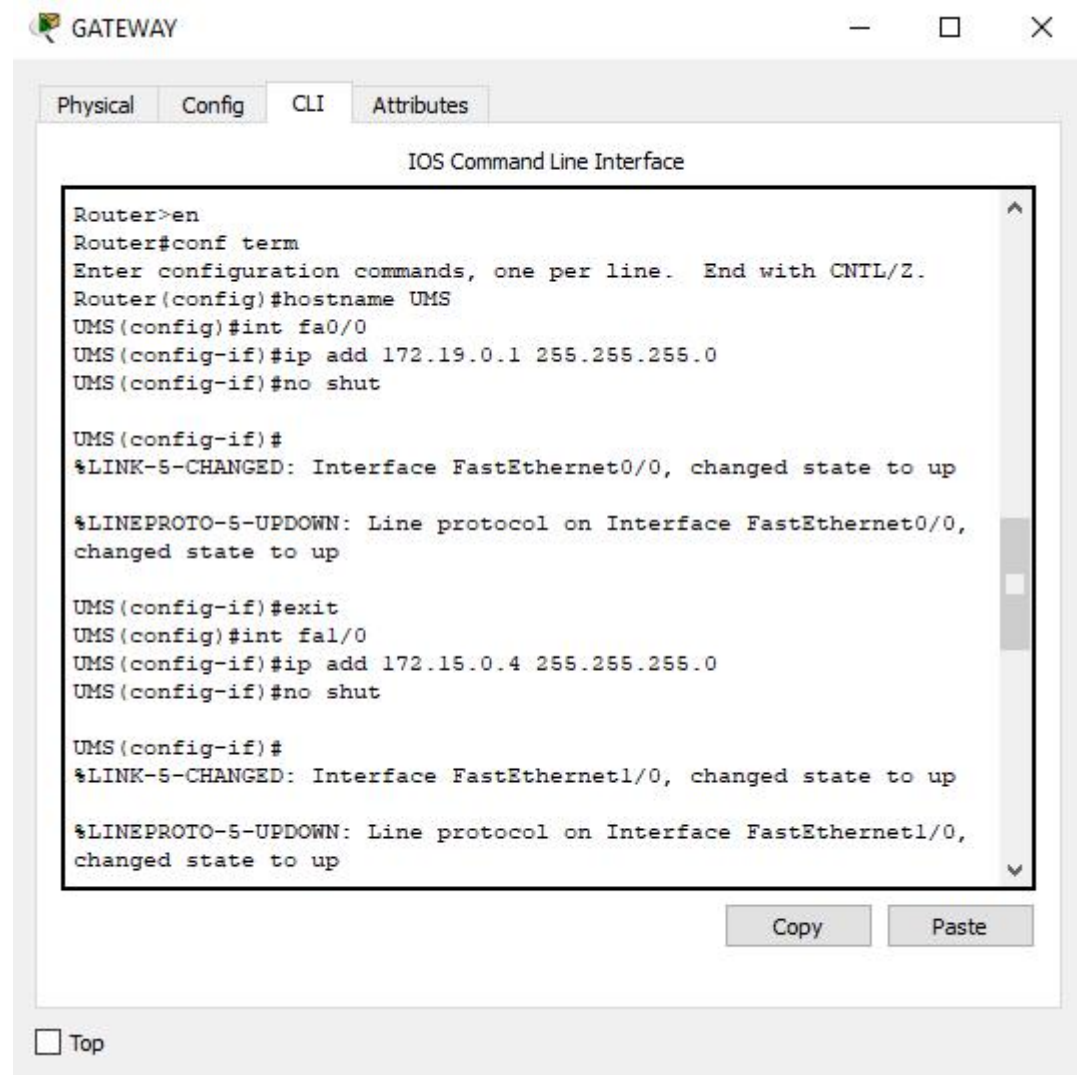 GATEWAY
Physical Config CLI Attributes
IOS Command Line Interface
Router>en
Router#conf term
Enter configuration commands, one per line.  End with CNTL/Z.
Router(config)#hostname UMS
UMS(config)#int fa0/0
UMS(config-if)#ip add 172.19.0.1 255.255.255.0
UMS(config-if)#no shut
UMS(config-if)#
%LINK-5-CHANGED: Interface FastEthernet0/0, changed state to up
%LINEPROTO-5-UPDOWN: Line protocol on Interface FastEthernet0/0,
changed state to up
UMS(config-if)#exit
UMS(config)#int fa1/0
UMS(config-if)#ip add 172.15.0.4 255.255.255.0
UMS(config-if)#no shut
UMS(config-if)#
%LINK-5-CHANGED: Interface FastEthernet1/0, changed state to up
%LINEPROTO-5-UPDOWN: Line protocol on Interface FastEthernet1/0,
changed state to up
Copy Paste
Top